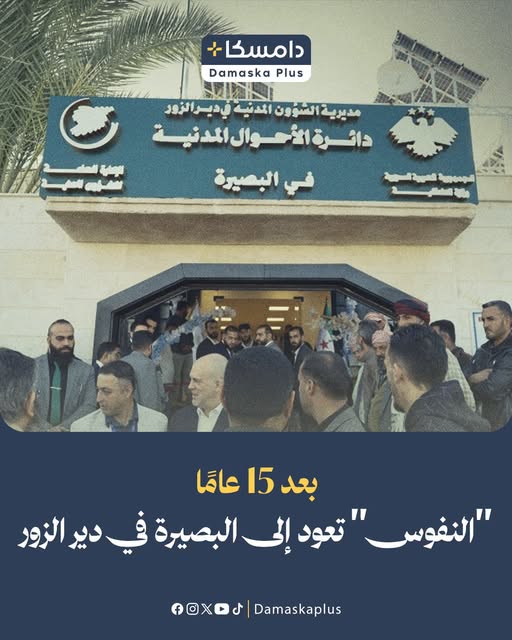 دامسكا+
Damaska Plus
مديرية الشؤون المدنية في دير الزور
دائرة الأحوال المدنية
في البصيرة
بعد 15 عامًا
"النفوس" تعود إلى البصيرة في دير الزور
Damaskaplus